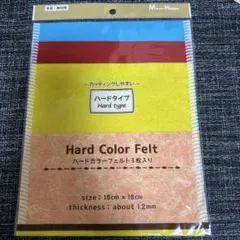 ~カッティングしやすい~
ハードタイプ
Hard type
Hard Color Felt
ハードカラーフェルト3枚入り
size : 18cm × 18cm
thickness : about 1.2mm